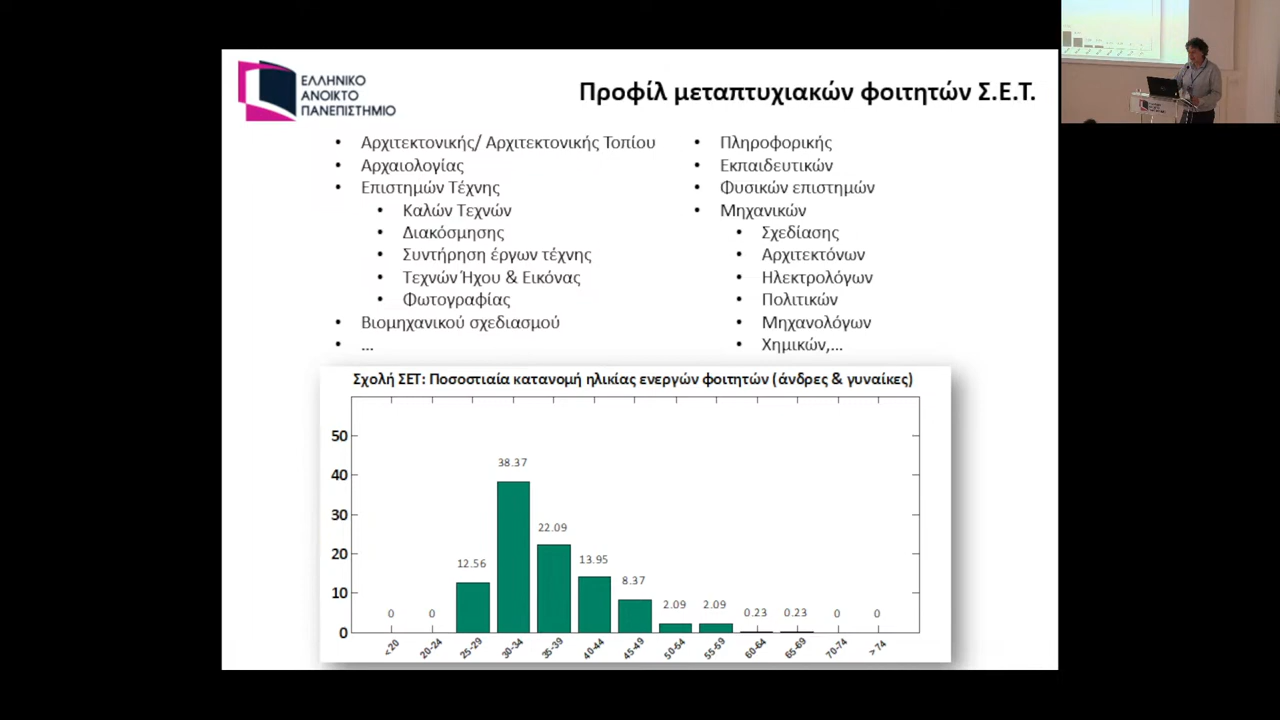 ΕΛΛΗΝΙΚΟ
ΑΝΟΙΚΤΟ
ΠΑΝΕΠΙΣΤΗΜΙΟ
Προφίλ μεταπτυχιακών φοιτητών Σ.Ε.Τ.
• Αρχιτεκτονικής/ Αρχιτεκτονικής Τοπίου
• Αρχαιολογίας
• Επιστημών Τέχνης
• Καλών Τεχνών
• Διακόσμησης
• Συντήρηση έργων τέχνης
• Τεχνών Ήχου & Εικόνας
• Φωτογραφίας
• Βιομηχανικού σχεδιασμού
• ...
• Πληροφορικής
• Εκπαιδευτικών
• Φυσικών επιστημών
• Μηχανικών
• Σχεδίασης
• Αρχιτεκτόνων
• Ηλεκτρολόγων
• Πολιτικών
• Μηχανολόγων
• Χημικών,...
Σχολή ΣΕΤ: Ποσοστιαία κατανομή ηλικίας ενεργών φοιτητών (άνδρες & γυναίκες)
50
40
30
20
10
0
0 0 12.56 38.37 22.09 13.95 8.37 2.09 2.09 0.23 0.23 0 0
<20 20-24 25-29 30-34 35-39 40-44 45-49 50-54 55-59 60-64 65-69 70-74 > 74